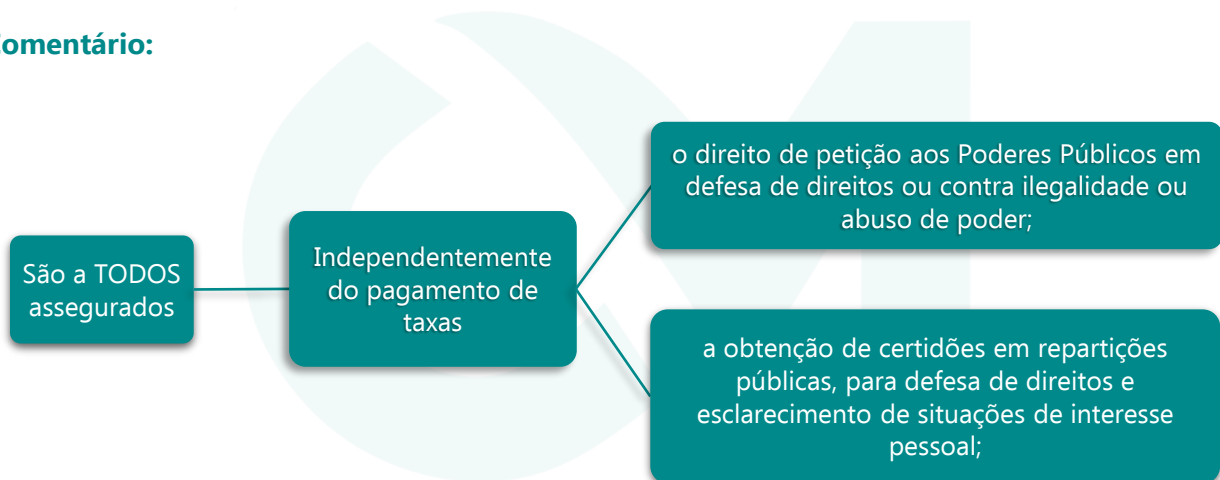 Comentário:
São a TODOS
assegurados
Independentemente
do pagamento de
taxas
o direito de petição aos Poderes Públicos em
defesa de direitos ou contra ilegalidade ou
abuso de poder;
a obtenção de certidões em repartições
públicas, para defesa de direitos e
esclarecimento de situações de interesse
pessoal;